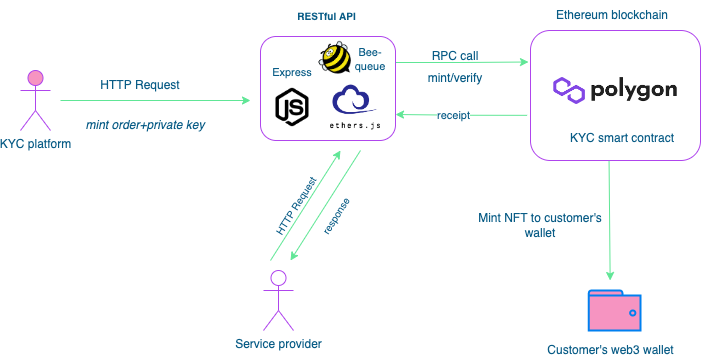 RESTful API
Ethereum blockchain
Bee-
queue
Express
JS
ethers.js
HTTP Request
mint order+private key
KYC platform
RPC call
mint/verify
receipt
polygon
KYC smart contract
HTTP Request
response
Mint NFT to customer's
wallet
Service provider
Customer's web3 wallet